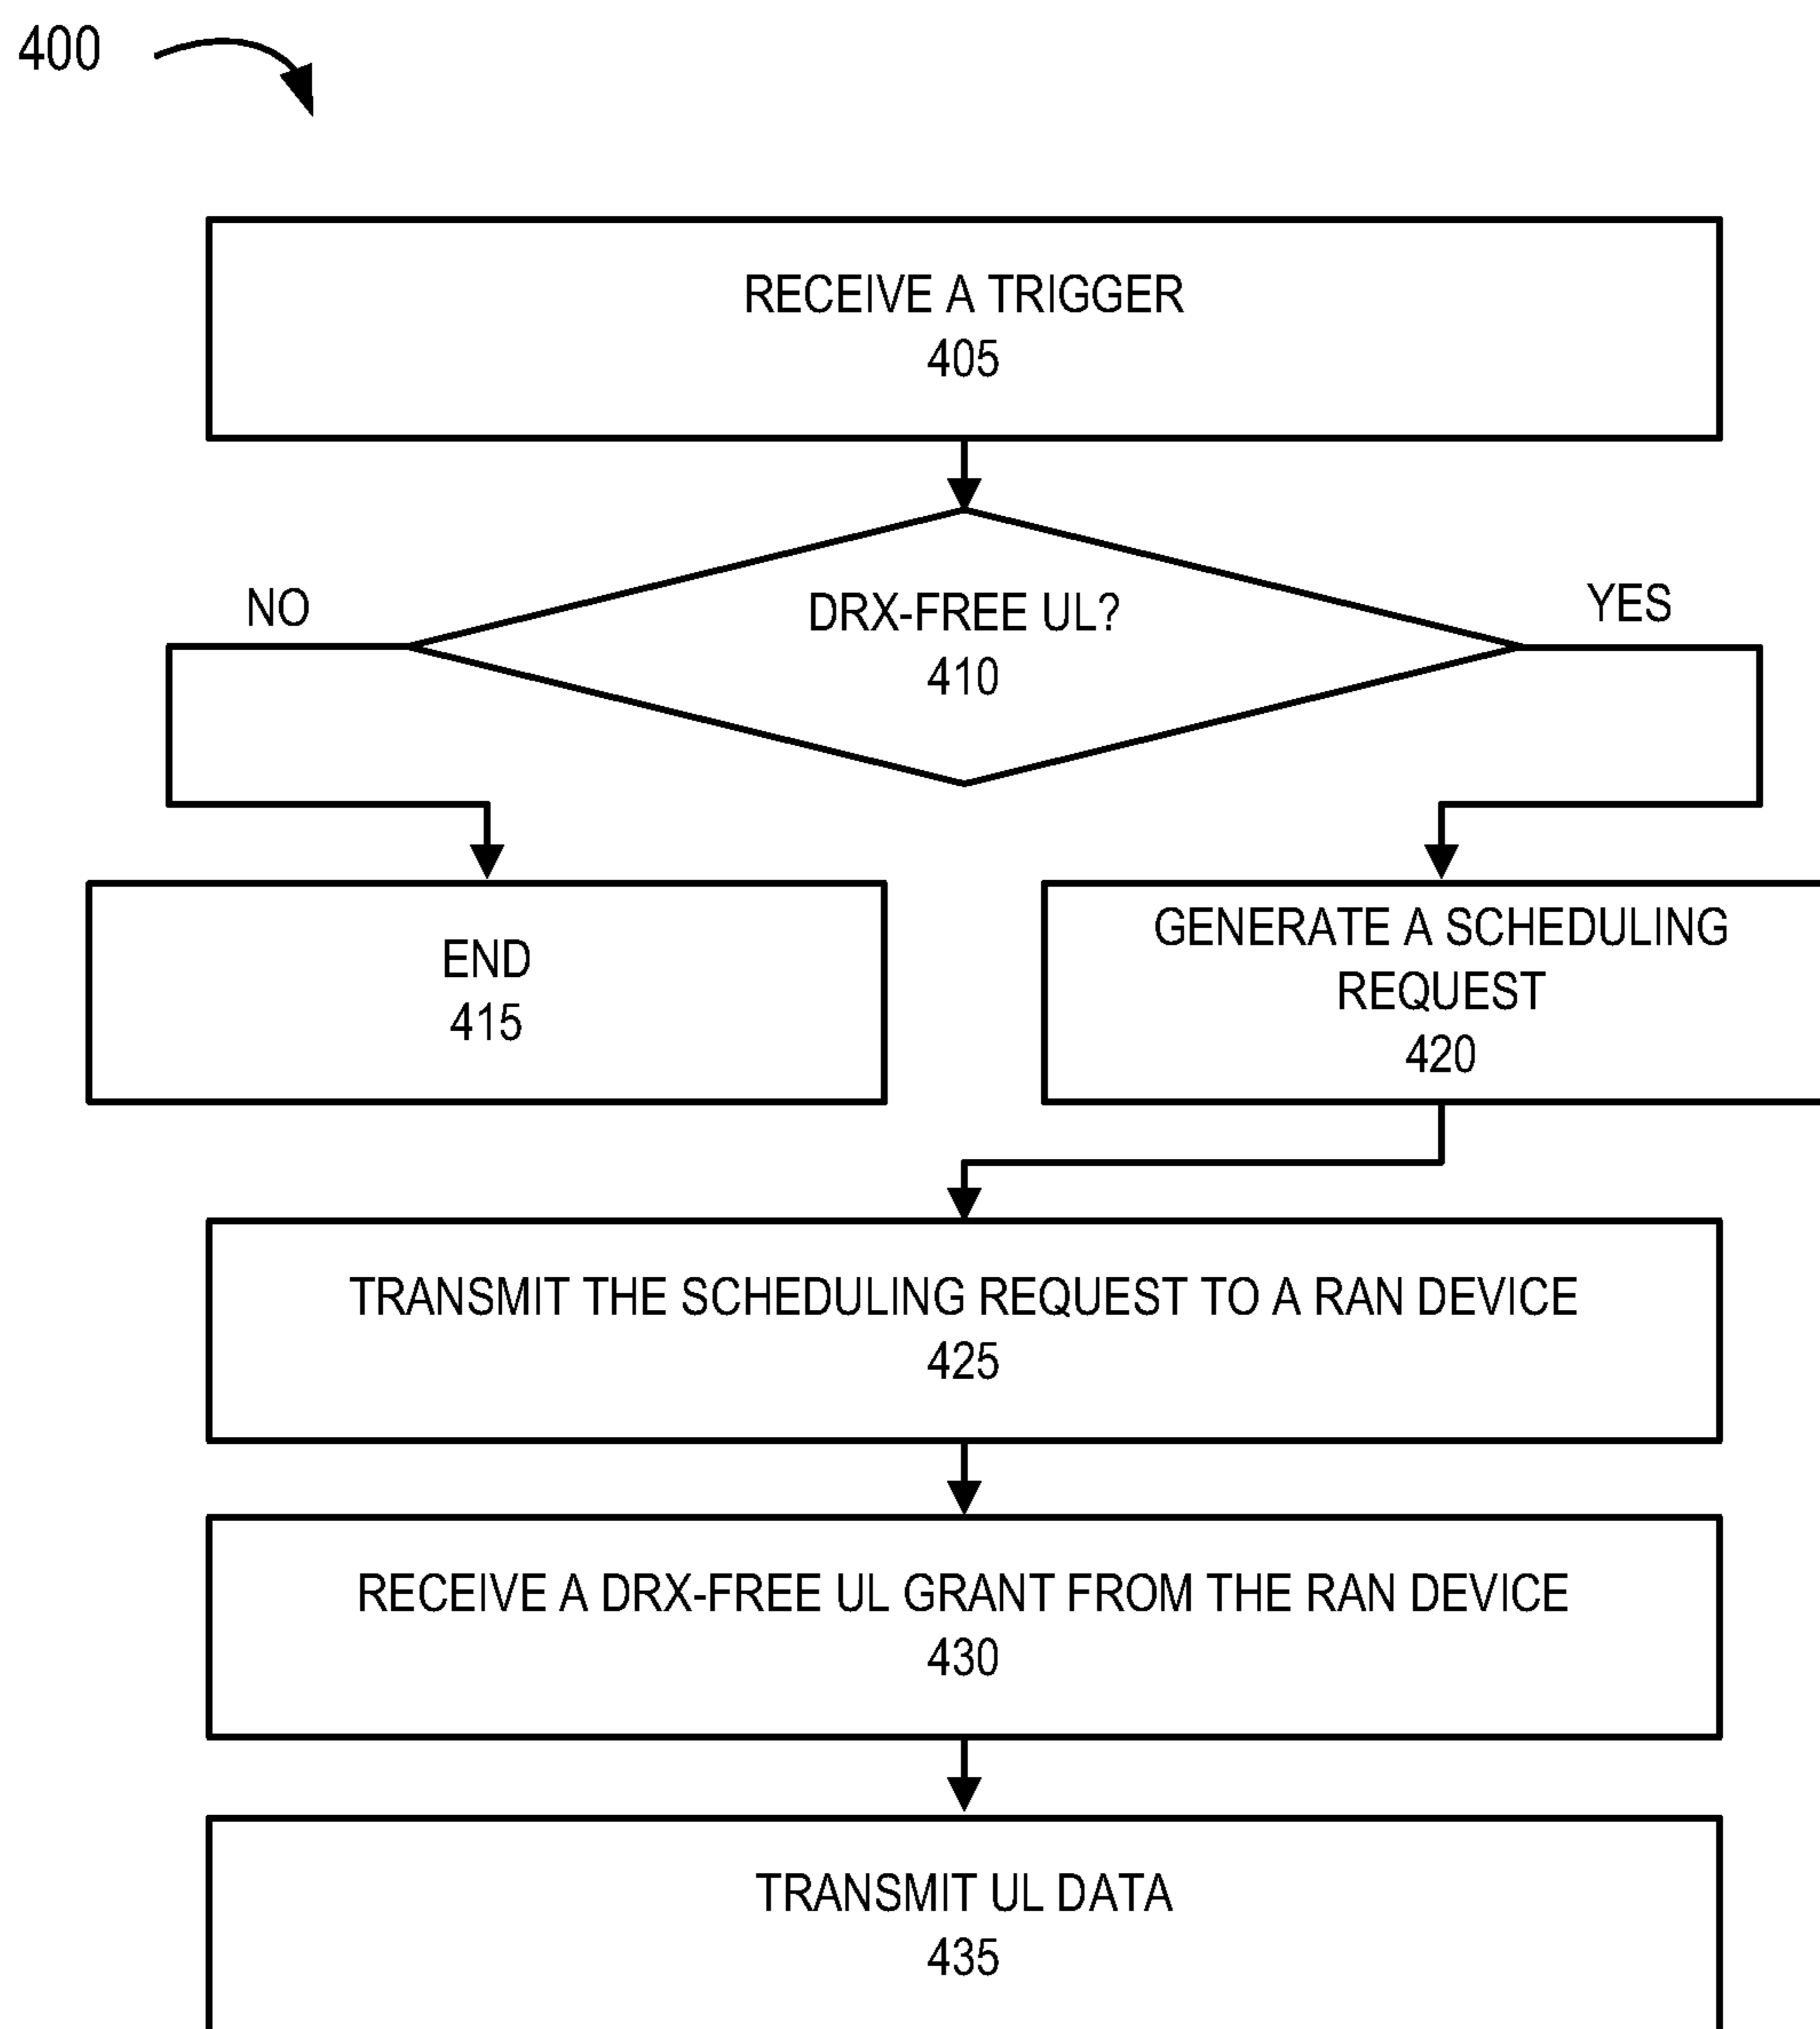 400
RECEIVE A TRIGGER
405
DRX-FREE UL?
410
NO
YES
END
415
GENERATE A SCHEDULING
REQUEST
420
TRANSMIT THE SCHEDULING REQUEST TO A RAN DEVICE
425
RECEIVE A DRX-FREE UL GRANT FROM THE RAN DEVICE
430
TRANSMIT UL DATA
435